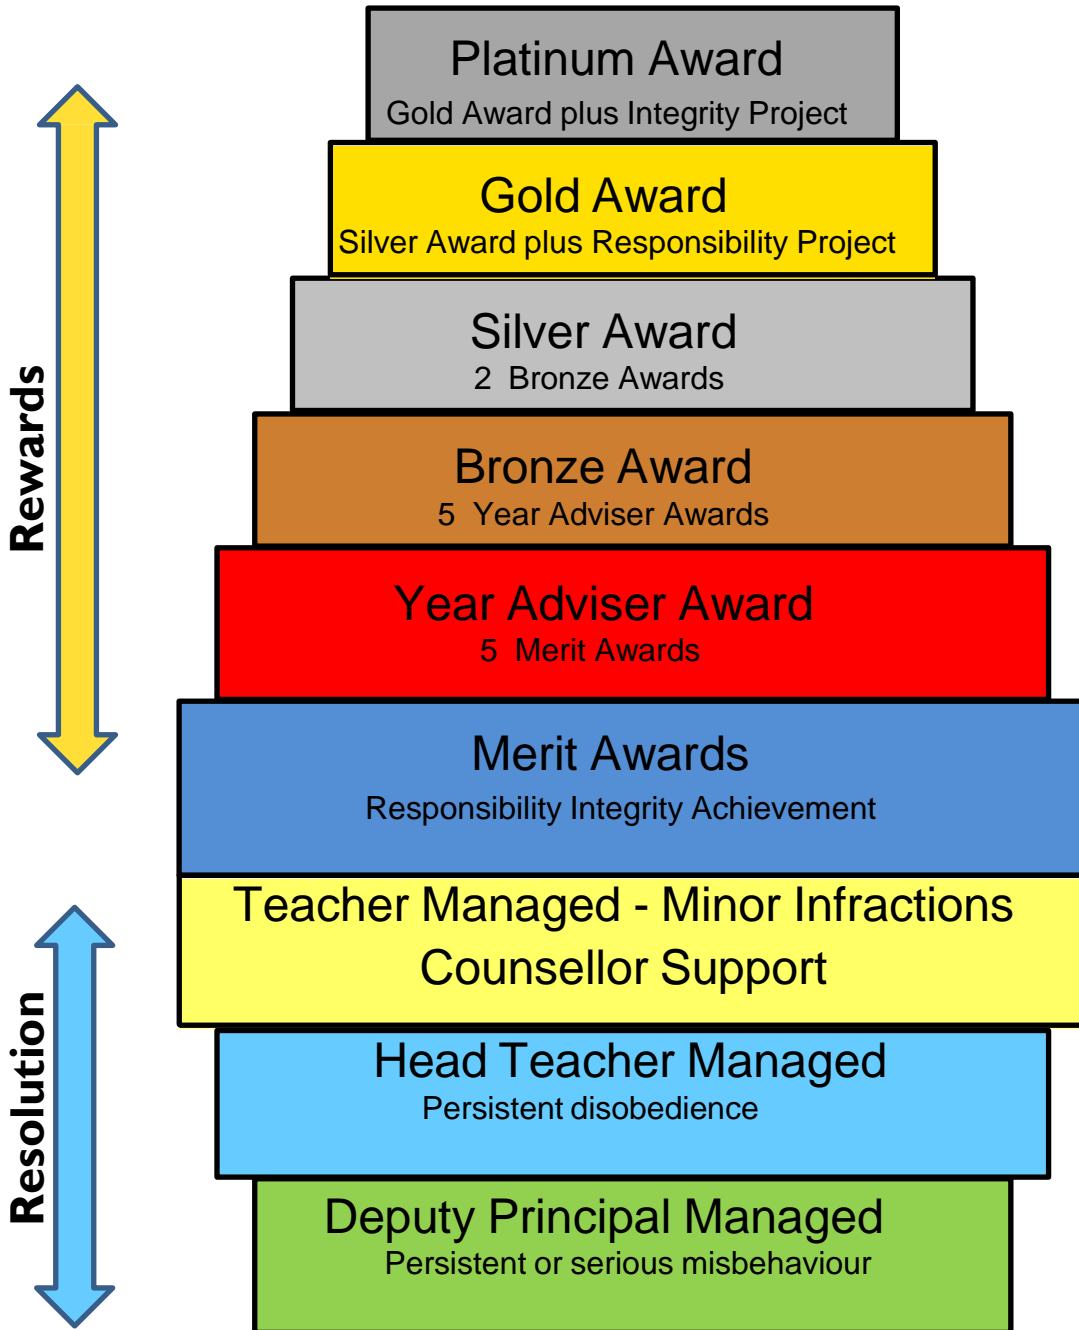 Platinum Award
Gold Award plus Integrity Project
Gold Award
Silver Award plus Responsibility Project
Silver Award
2 Bronze Awards
Rewards
Bronze Award
5 Year Adviser Awards
Year Adviser Award
5 Merit Awards
Merit Awards
Responsibility Integrity Achievement
Teacher Managed - Minor Infractions
Counsellor Support
Resolution
Head Teacher Managed
Persistent disobedience
Deputy Principal Managed
Persistent or serious misbehaviour